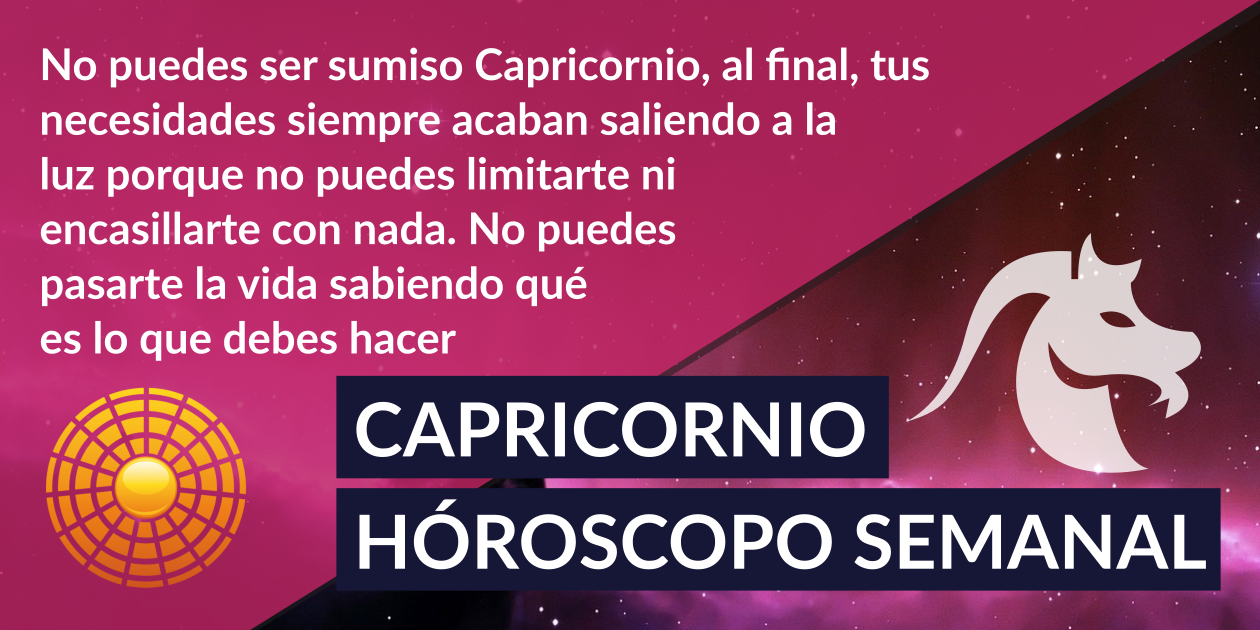 No puedes ser sumiso Capricornio, al final, tus
necesidades siempre acaban saliendo a la
luz porque no puedes limitarte ni
encasillarte con nada. No puedes
pasarte la vida sabiendo qué
es lo que debes hacer
CAPRICORNIO
HÓROSCOPO SEMANAL